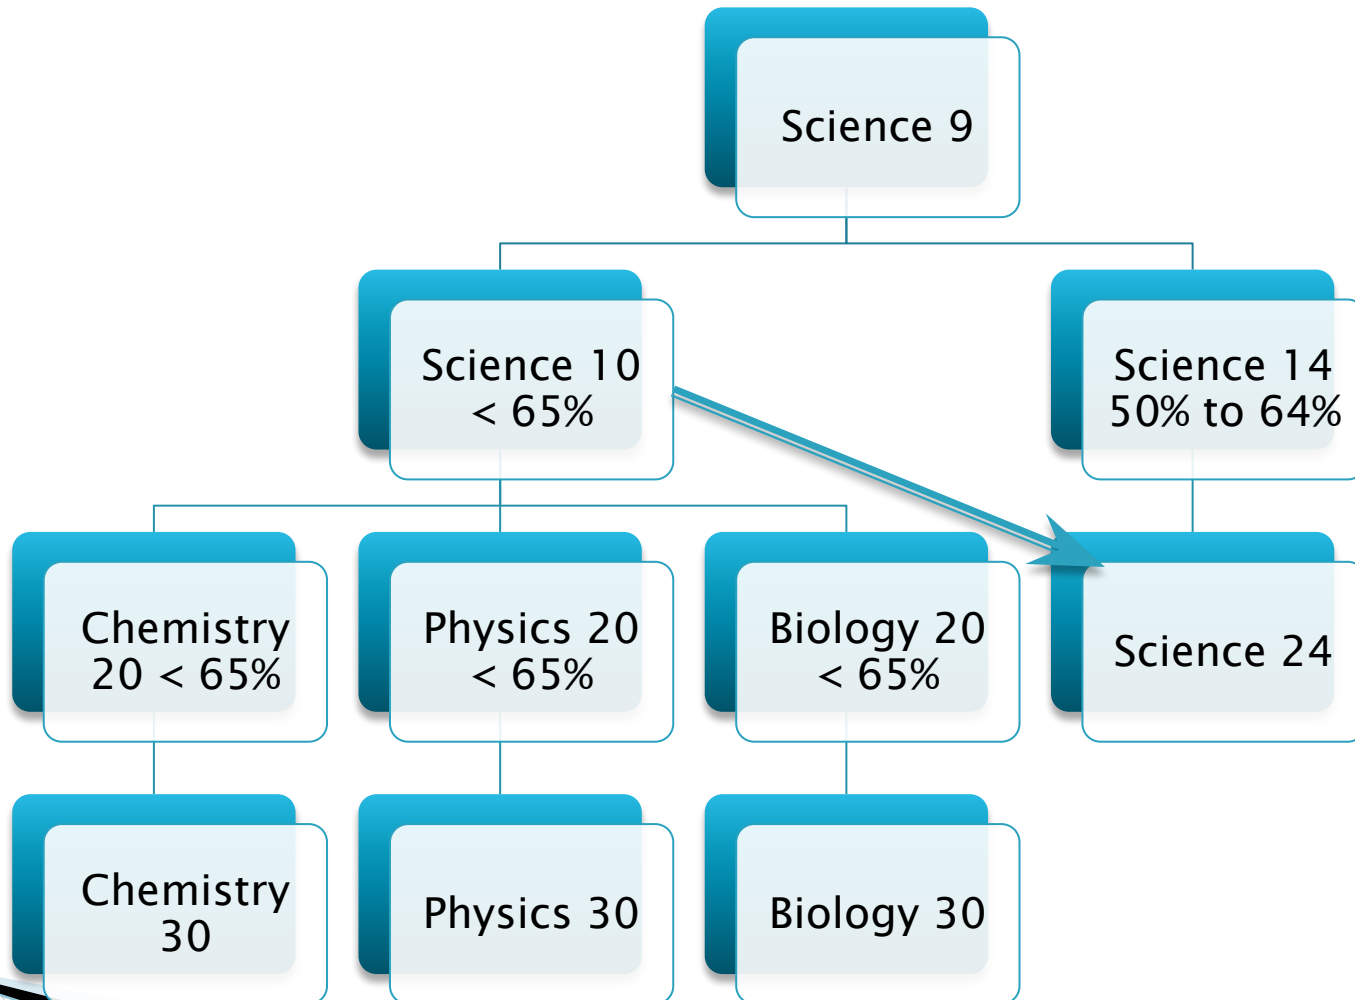 Science 9
Science 10
< 65%
Science 14
50% to 64%
Chemistry
20 < 65%
Physics 20
< 65%
Biology 20
< 65%
Science 24
Chemistry
30
Physics 30
Biology 30